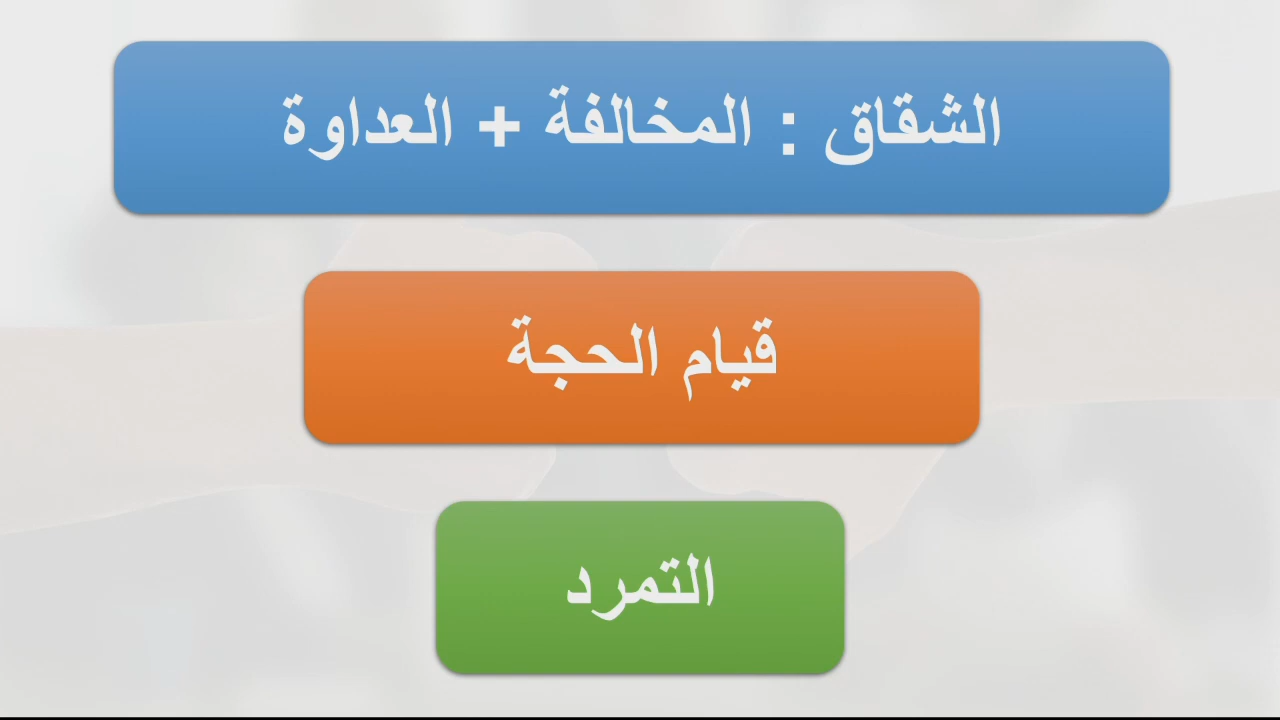 الشقاق : المخالفة + العداوة
قيام الحجة
التمرد